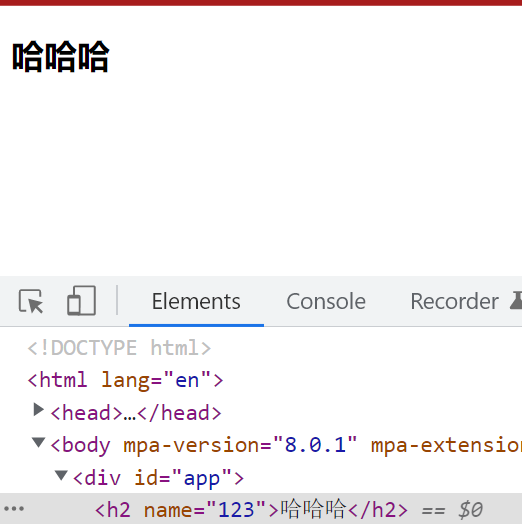 哈哈哈
Elements Console Recorder
<!DOCTYPE html>
<html lang="en">
<head>…</head>
<body mpa-version="8.0.1" mpa-extension
<div id="app">
<h2 name="123">哈哈哈</h2> == $0